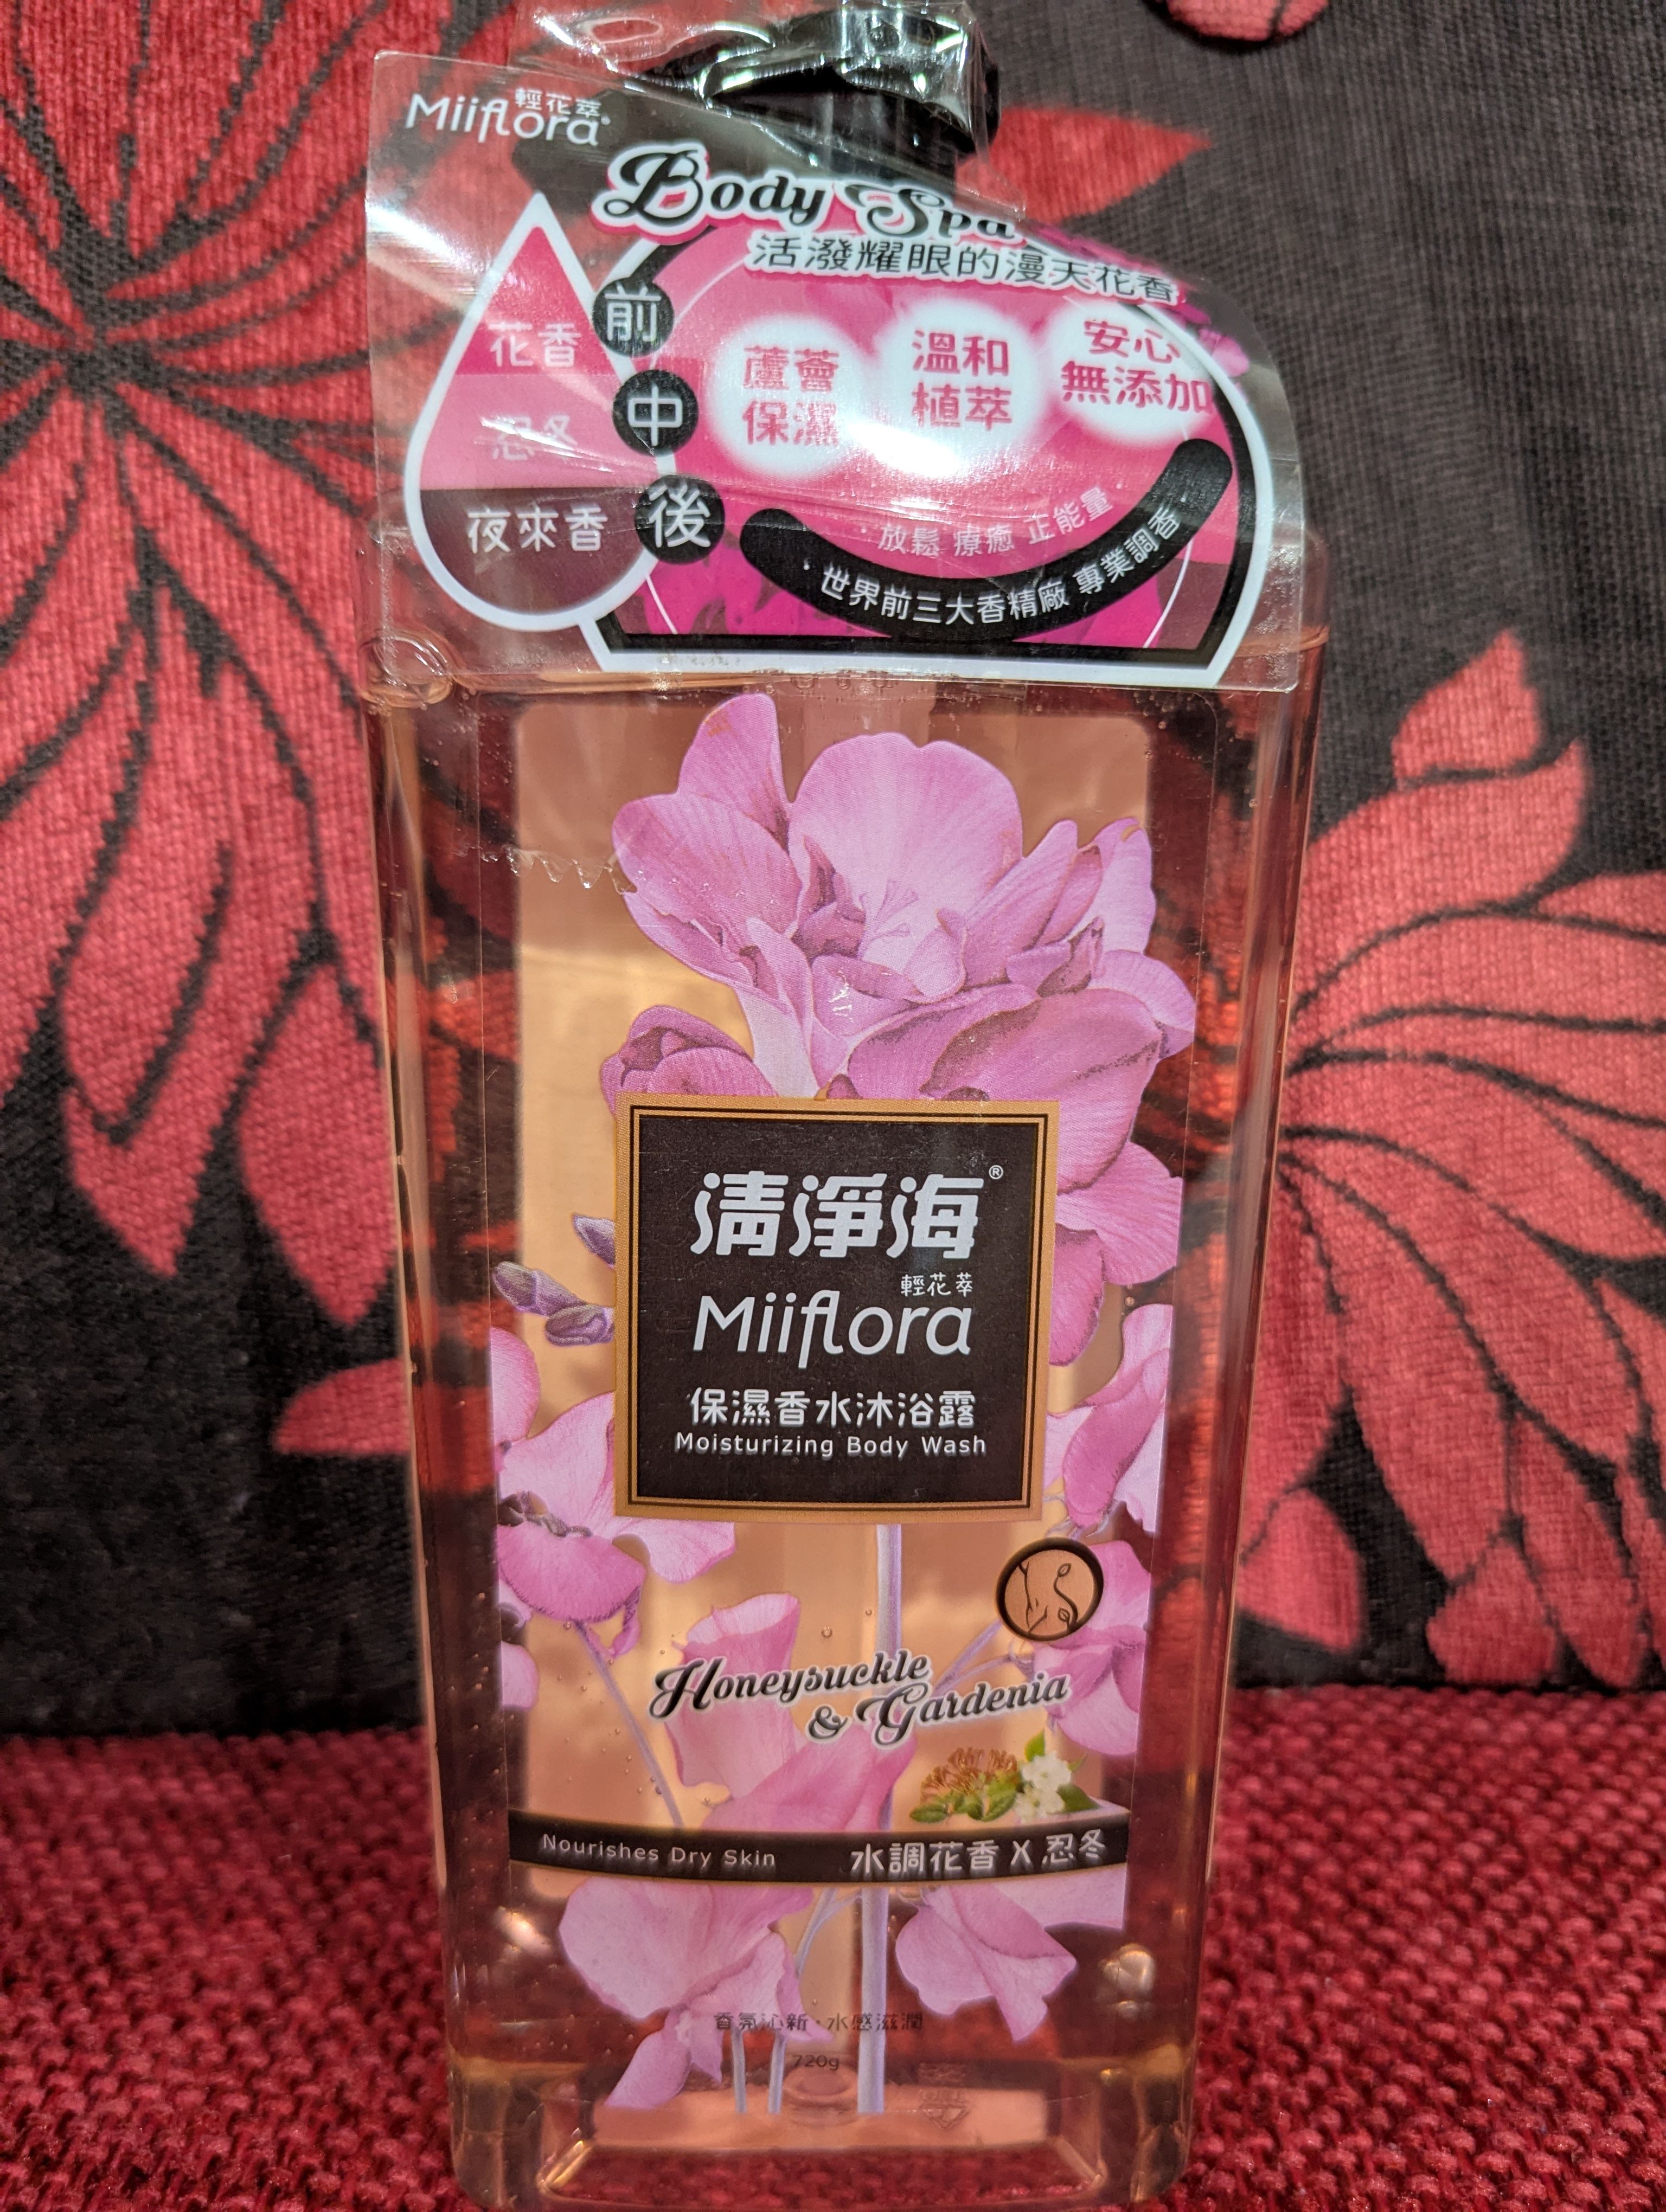 輕花萃
Miiflora
Body Spa
活潑耀眼的漫天花香
前
花香
中
忍冬
後
夜來香
蘆薈
保濕
溫和
植萃
安心
無添加
·放鬆 療癒 正能量
·世界前三大香精廠 專業調香·
清淨海®
輕花萃
Miiflora
保濕香水沐浴露
Moisturizing Body Wash
Honeysuckle
& Gardenia
Nourishes Dry Skin
水調花香 X 忍冬
香氛沁新·水感滋潤
720g